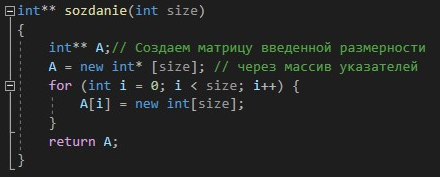 int** sozdanie(int size)
{
int** A;// Создаем матрицу введенной размерности
A = new int* [size]; // через массив указателей
for (int i = 0; i < size; i++) {
A[i] = new int[size];
}
return A;
}